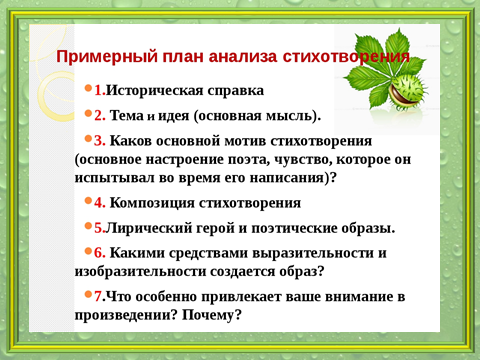 Примерный план анализа стихотворения
1.Историческая справка
2. Тема и идея (основная мысль).
3. Каков основной мотив стихотворения
(основное настроение поэта, чувство, которое он
испытывал во время его написания)?
4. Композиция стихотворения
5.Лирический герой и поэтические образы.
6. Какими средствами выразительности и
изобразительности создается образ?
7.Что особенно привлекает ваше внимание в
произведении? Почему?